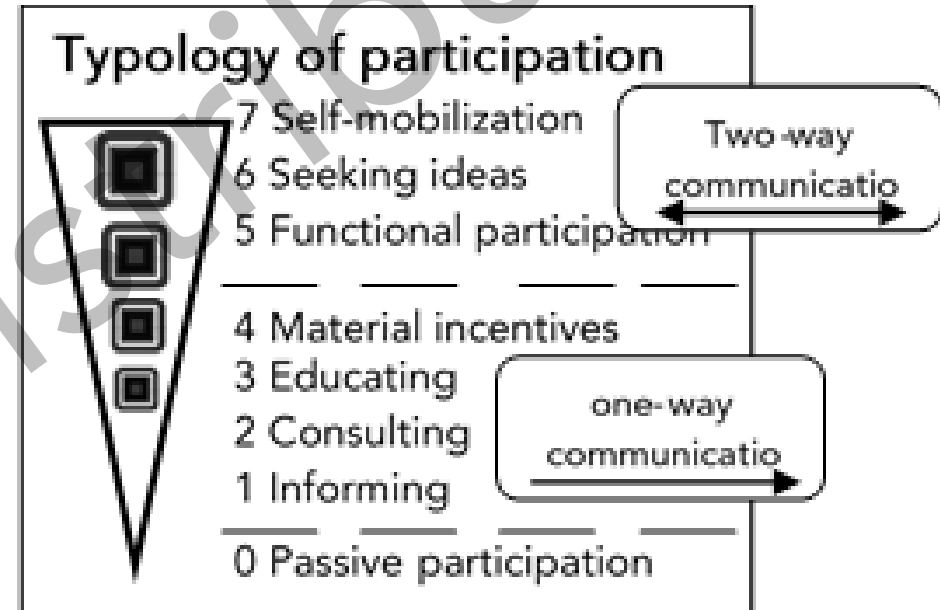 Typology of participation
7 Self-mobilization
6 Seeking ideas
5 Functional participation
Two-way
communicatio
4 Material incentives
3 Educating
2 Consulting
1 Informing
one-way
communicatio
0 Passive participation